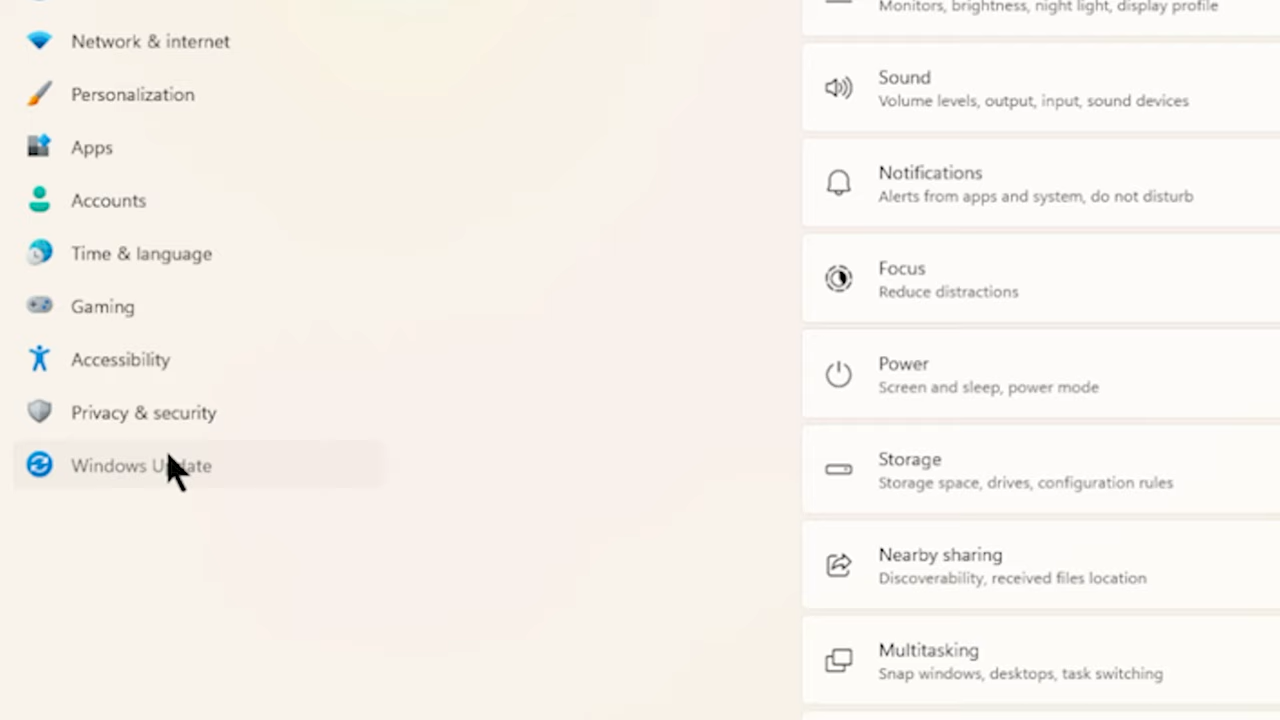 Network & internet
Personalization
Apps
Accounts
Time & language
Gaming
Accessibility
Privacy & security
Windows Update
Monitors, brightness, night light, display profile
Sound
Volume levels, output, input, sound devices
Notifications
Alerts from apps and system, do not disturb
Focus
Reduce distractions
Power
Screen and sleep, power mode
Storage
Storage space, drives, configuration rules
Nearby sharing
Discoverability, received files location
Multitasking
Snap windows, desktops, task switching